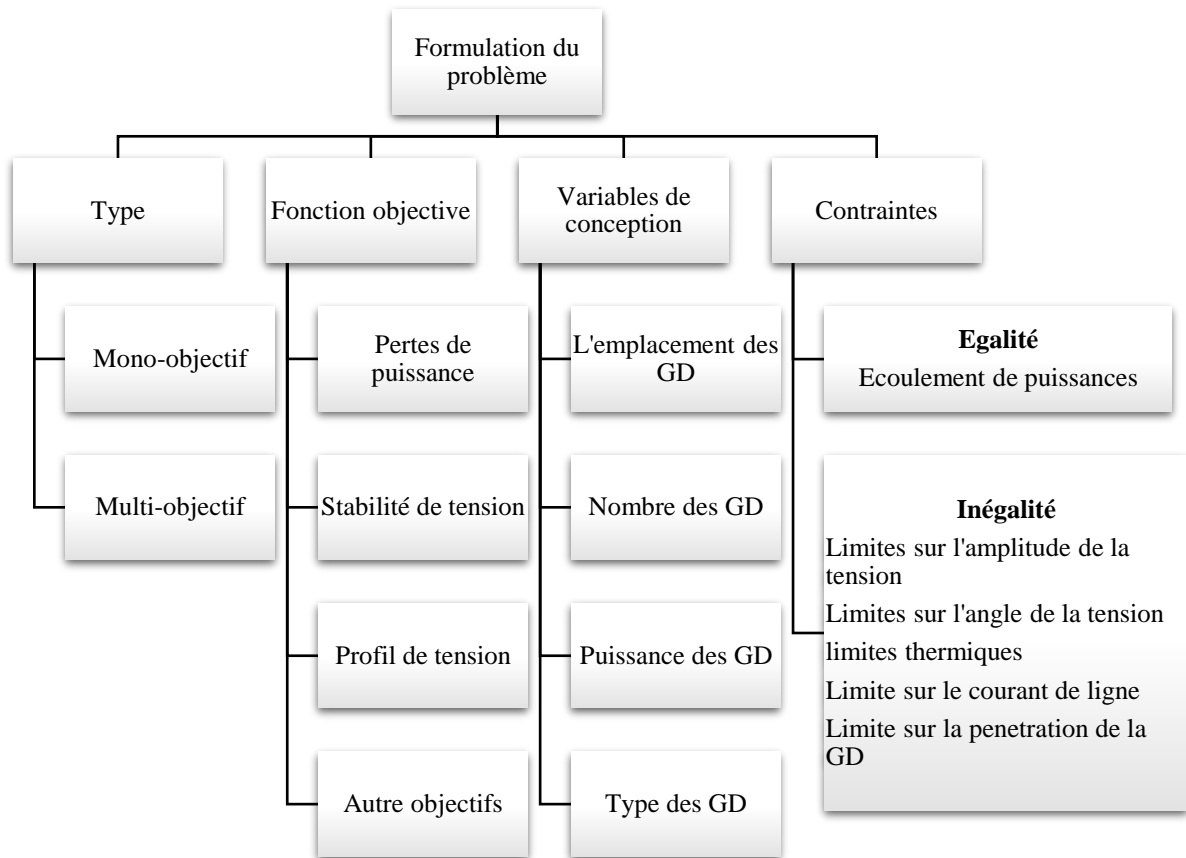 Formulation du
problème
Type
Fonction objective
Variables de
conception
Contraintes
Mono-objectif
Multi-objectif
Pertes de
puissance
Stabilité de tension
Profil de tension
Autre objectifs
L'emplacement des
GD
Nombre des GD
Puissance des GD
Type des GD
Egalité
Ecoulement de puissances
Inégalité
Limites sur l'amplitude de la
tension
Limites sur l'angle de la tension
limites thermiques
Limite sur le courant de ligne
Limite sur la penetration de la
GD